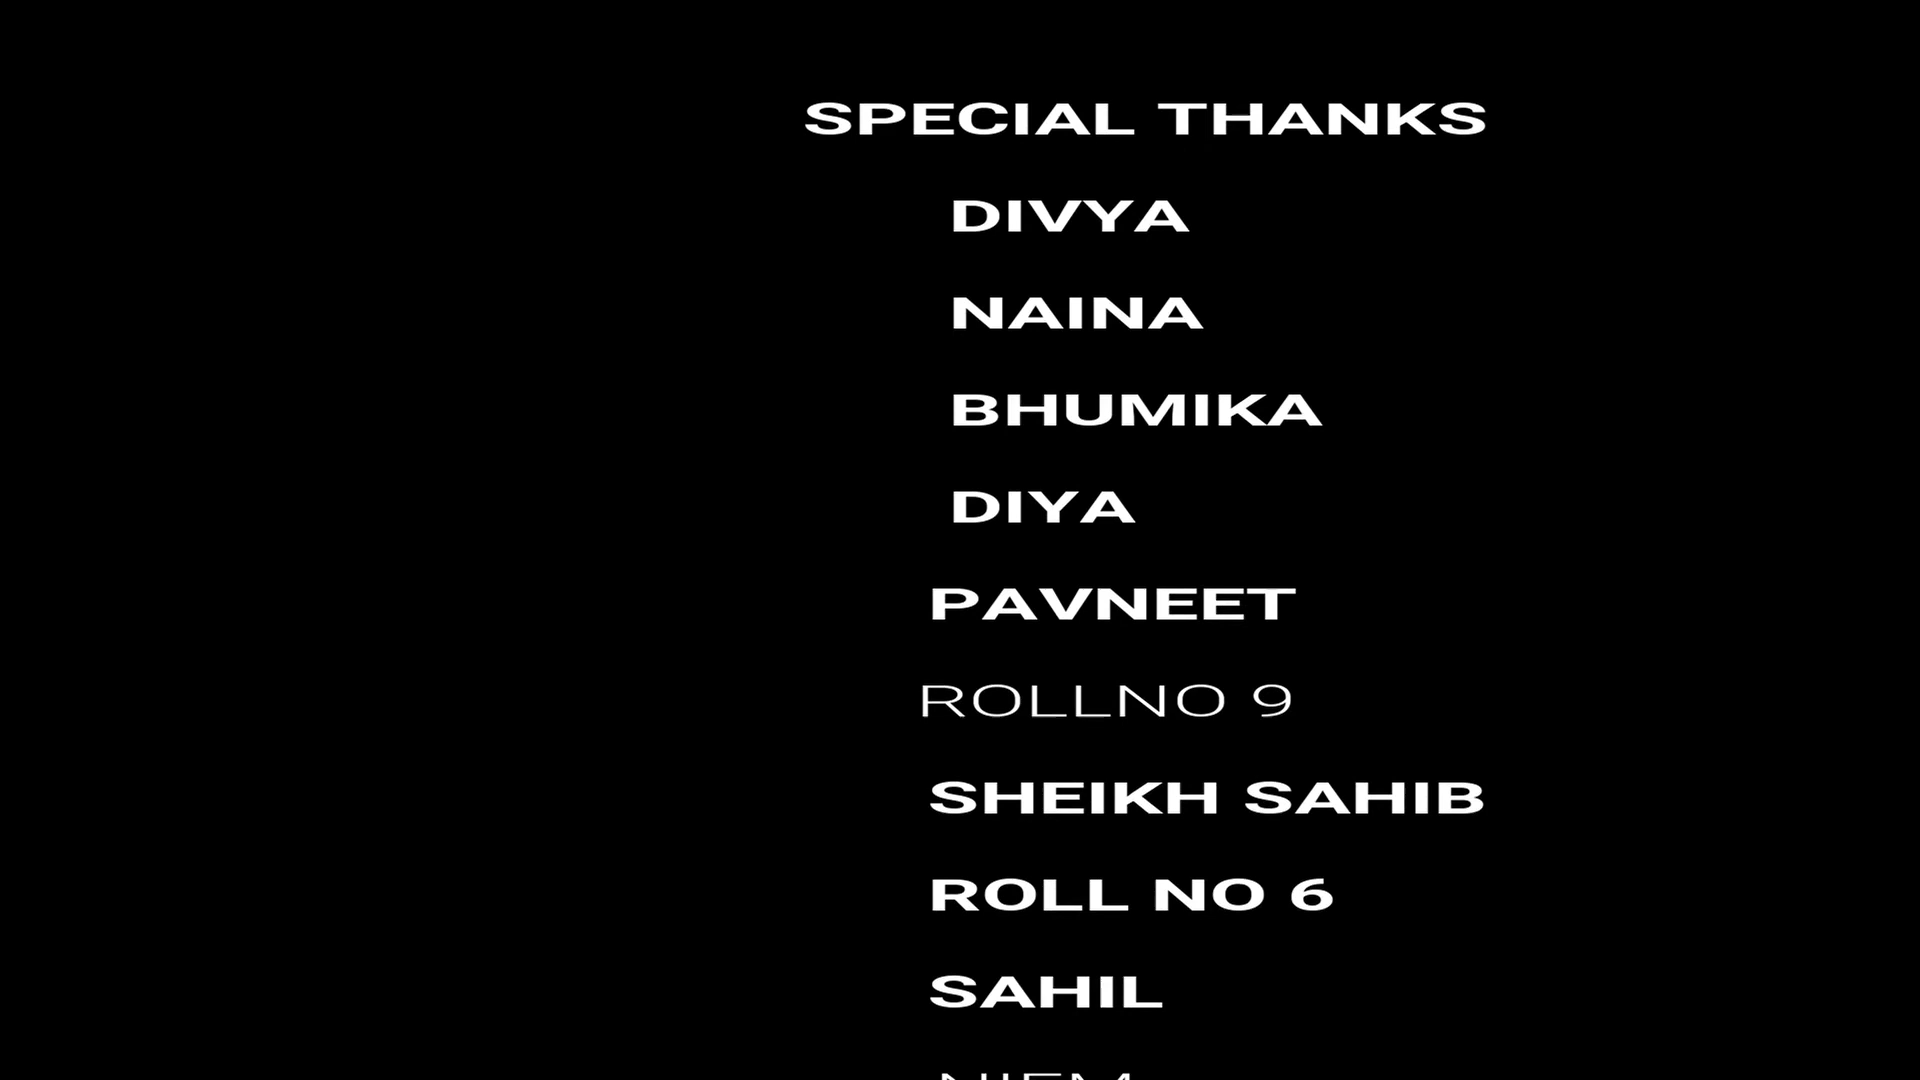 SPECIAL THANKS
DIVYA
NAINA
BHUMIKA
DIYA
PAVNEET
ROLLNO 9
SHEIKH SAHIB
ROLL NO 6
SAHIL